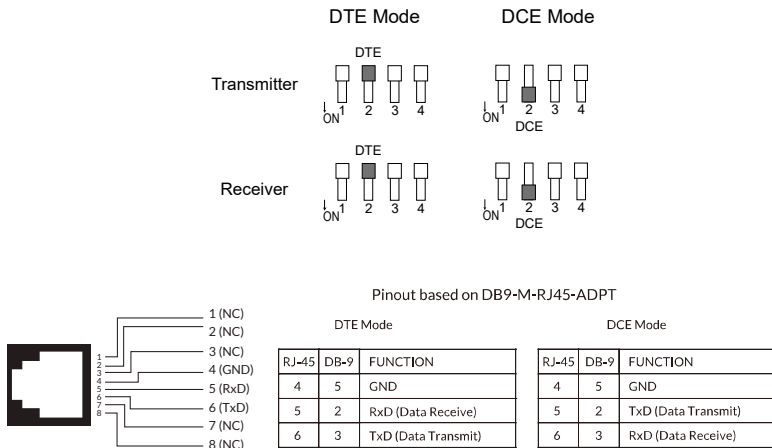 DTE Mode DCE Mode
DTE
Transmitter
↓ON 1 2 3 4 ↓ON 1 2 3 4
DCE
DTE
Receiver
↓ON 1 2 3 4 ↓ON 1 2 3 4
DCE
Pinout based on DB9-M-RJ45-ADPT
1 2 3 4 5 6 7 8
1 (NC)
2 (NC)
3 (NC)
4 (GND)
5 (RxD)
6 (TxD)
7 (NC)
8 (NC)
DTE Mode
RJ-45 DB-9 FUNCTION
4 5 GND
5 2 RxD (Data Receive)
6 3 TxD (Data Transmit)
DCE Mode
RJ-45 DB-9 FUNCTION
4 5 GND
5 2 TxD (Data Transmit)
6 3 RxD (Data Receive)